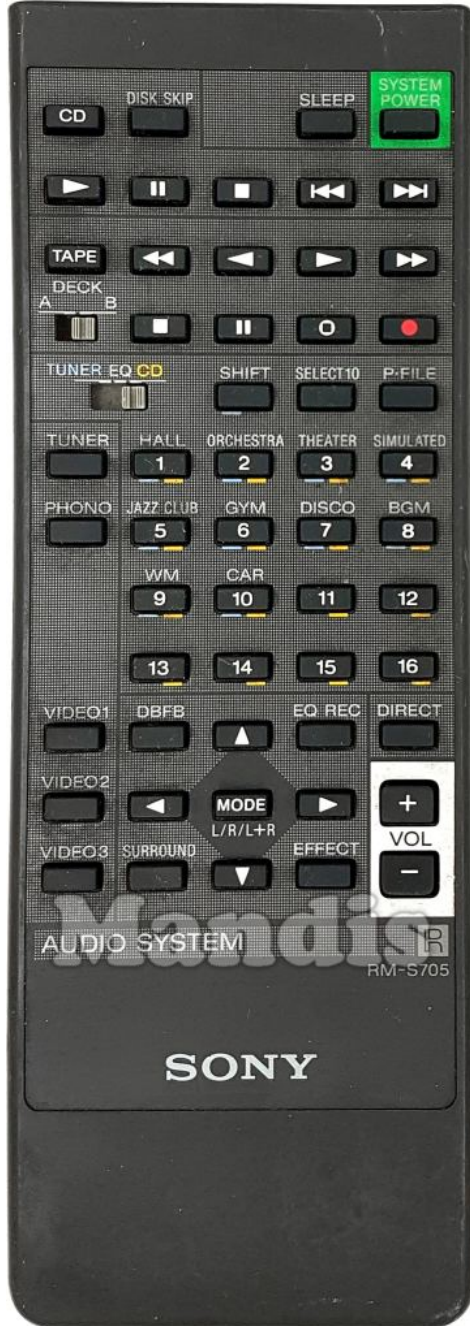 SYSTEM
DISK SKIP SLEEP POWER
CD
TAPE
DECK
A B
TUNER EQ CD SHIFT SELECT10 P·FILE
TUNER HALL ORCHESTRA THEATER SIMULATED
1 2 3 4
PHONO JAZZ CLUB GYM DISCO BGM
5 6 7 8
WM CAR
9 10 11 12
13 14 15 16
VIDEO1 DBFB EQ REC DIRECT
VIDEO2
MODE +
L/R/L+R VOL
VIDEO3 SURROUND EFFECT
−
Mandis
AUDIO SYSTEM R
RM-S705
SONY